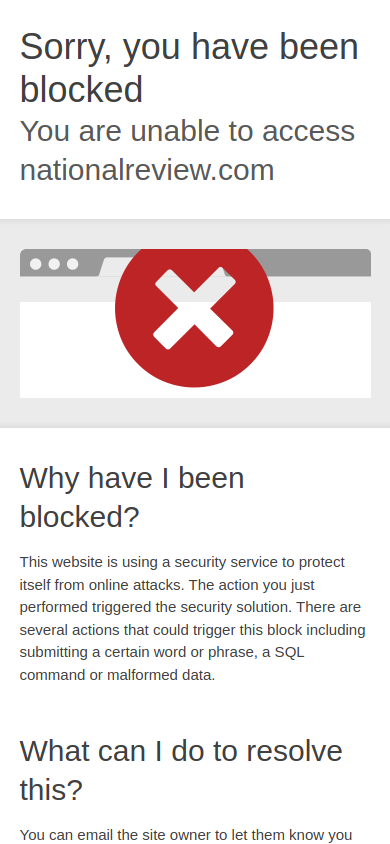 Sorry, you have been
blocked
You are unable to access
nationalreview.com
Why have I been
blocked?
This website is using a security service to protect
itself from online attacks. The action you just
performed triggered the security solution. There are
several actions that could trigger this block including
submitting a certain word or phrase, a SQL
command or malformed data.
What can I do to resolve
this?
You can email the site owner to let them know you